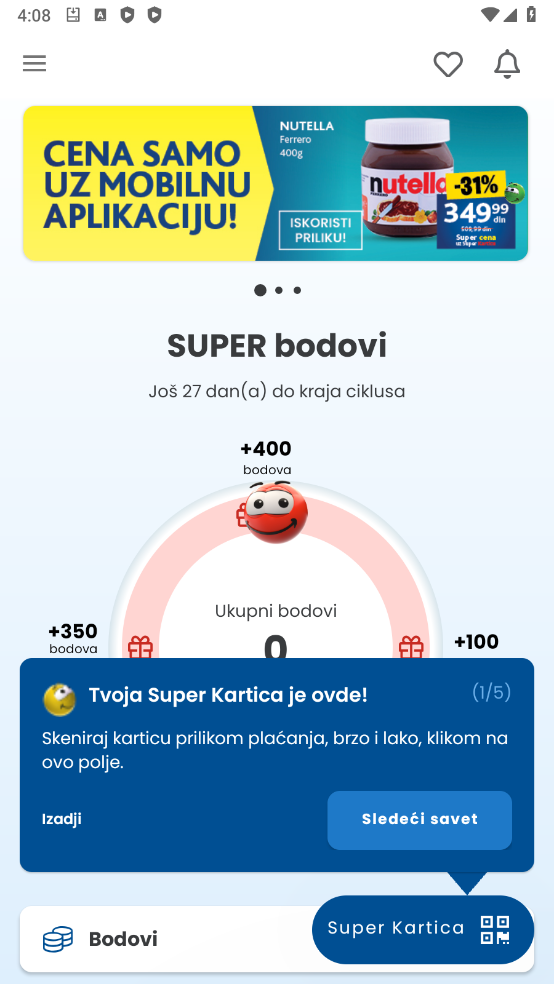 4:08
CENA SAMO
UZ MOBILNU
APLIKACIJU!
NUTELLA
Ferrero
400g
ISKORISTI
PRILIKU!
nutella
-31%
349 99
din
Super cena
SUPER bodovi
Još 27 dan(a) do kraja ciklusa
+400
bodova
Ukupni bodovi
0
+350
bodova
+100
Tvoja Super Kartica je ovde!
(1/5)
Skeniraj karticu prilikom plaćanja, brzo i lako, klikom na
ovo polje.
Izadji
Sledeći savet
Bodovi
Super Kartica